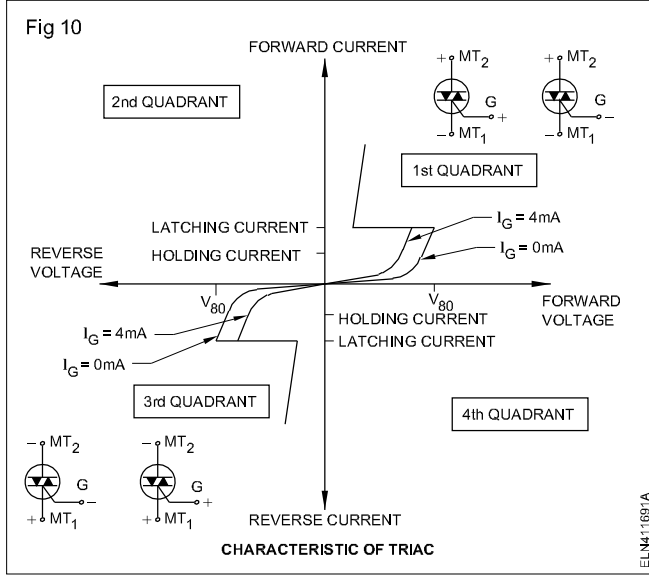 Fig 10
FORWARD CURRENT
+ MT2
+ MT2
2nd QUADRANT
G
+
G
−
− MT1
− MT1
1st QUADRANT
LATCHING CURRENT
IG = 4mA
REVERSE
VOLTAGE
HOLDING CURRENT
IG = 0mA
V80
V80
FORWARD
VOLTAGE
IG = 4mA
HOLDING CURRENT
IG = 0mA
LATCHING CURRENT
3rd QUADRANT
4th QUADRANT
− MT2
− MT2
G
−
G
+
+ MT1
+ MT1
REVERSE CURRENT
CHARACTERISTIC OF TRIAC
ELN411691A